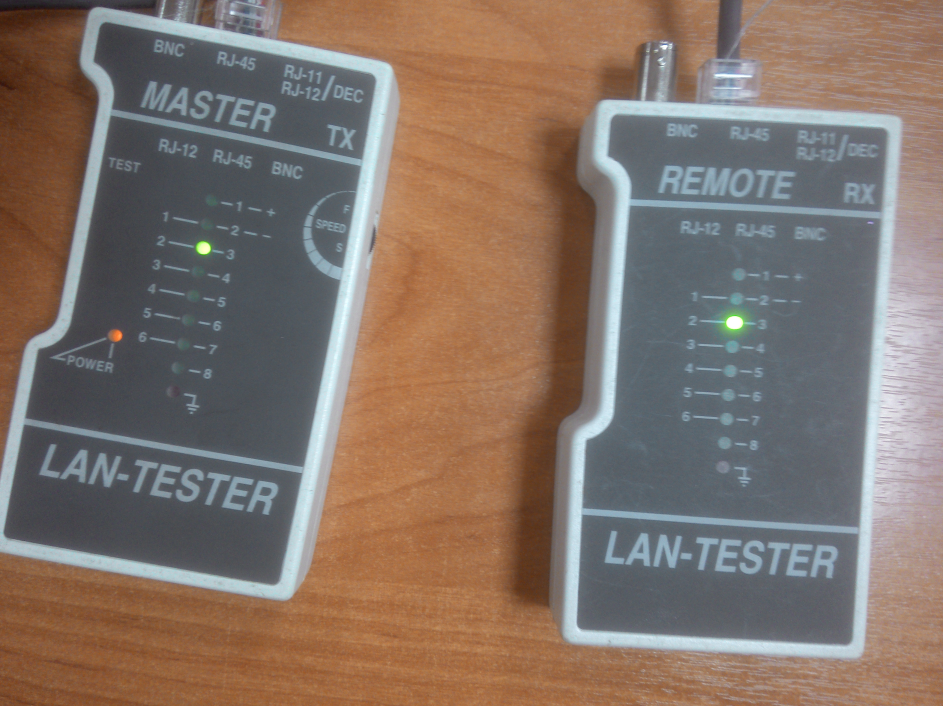 BNC RJ-45 RJ-11/DEC
RJ-12
MASTER
TX
RJ-12 RJ-45 BNC
TEST
1 + 
1 2 -
2 3
3 4
4 5
5 6
6 7
8
F
SPEED
S
POWER
LAN-TESTER
BNC RJ-45 RJ-11/DEC
RJ-12
REMOTE
RX
RJ-12 RJ-45 BNC
1 +
1 2 -
2 3
3 4
4 5
5 6
6 7
8
LAN-TESTER